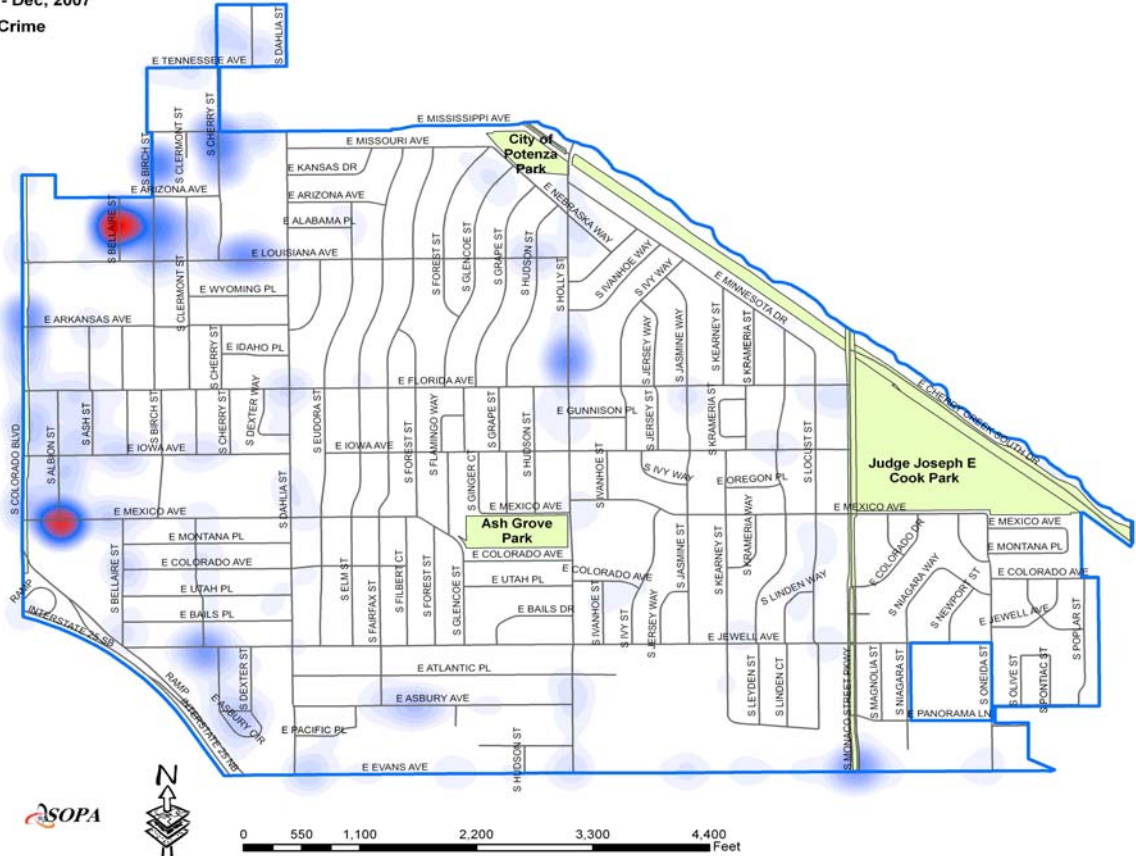 - Dec, 2007
Crime
S DAHLIA ST
E TENNESSEE AVE
S BIRCH ST
S CLERMONT ST
S CHERRY ST
E MISSISSIPPI AVE
E MISSOURI AVE
City of
Potenza
Park
E KANSAS DR
E ARIZONA AVE
E ARIZONA AVE
E NEBRASKA WAY
S BELLAIRE ST
E ALABAMA PL
E LOUISIANA AVE
S FOREST ST
S GLENCOE ST
S GRAPE ST
S HUDSON ST
S HOLLY ST
S IVANHOE WAY
S IVY WAY
E MINNESOTA DR
S CLERMONT ST
E WYOMING PL
E ARKANSAS AVE
S CHERRY ST
E IDAHO PL
S JERSEY WAY
S JASMINE WAY
S KEARNEY ST
S KRAMERIA ST
E FLORIDA AVE
E CHERRY CREEK SOUTH DR
S COLORADO BLVD
S ALBION ST
S ASH ST
S BIRCH ST
S CHERRY ST
S DEXTER WAY
S EUDORA ST
S FOREST ST
S FLAMINGO WAY
S GRAPE ST
S HUDSON ST
E GUNNISON PL
S JERSEY ST
S KRAMERIA ST
S LOCUST ST
E IOWA AVE
E IOWA AVE
S GINGER CT
S IVANHOE ST
S IVY WAY
E OREGON PL
Judge Joseph E
Cook Park
S DAHLIA ST
E MEXICO AVE
E MEXICO AVE
E MEXICO AVE
E MEXICO AVE
Ash Grove
Park
E MONTANA PL
E MONTANA PL
S BELLAIRE ST
E COLORADO AVE
E COLORADO AVE
E COLORADO AVE
E COLORADO DR
E COLORADO AVE
S ELM ST
S FAIRFAX ST
S FILBERT CT
S FOREST ST
S GLENCOE ST
E UTAH PL
E UTAH PL
S JASMINE ST
S KEARNEY ST
S KRAMERIA WAY
S LINDEN WAY
S NIAGARA WAY
S NEWPORT ST
RAMP
E BAILS PL
E BAILS DR
S IVANHOE ST
S IVY ST
S JERSEY WAY
E JEWELL AVE
E JEWELL AVE
S POPLAR ST
INTERSTATE 25 SB
RAMP
INTERSTATE 25 NB
S DEXTER ST
E ASBURY CIR
E ATLANTIC PL
E ASBURY AVE
E PACIFIC PL
S LEYDEN ST
S LINDEN CT
S MONACO STREET PKWY
S MAGNOLIA ST
S NIAGARA ST
S ONEIDA ST
S OLIVE ST
S PONTIAC ST
E PANORAMA LN
S HUDSON ST
E EVANS AVE
SOPA
N
0 550 1,100 2,200 3,300 4,400
Feet